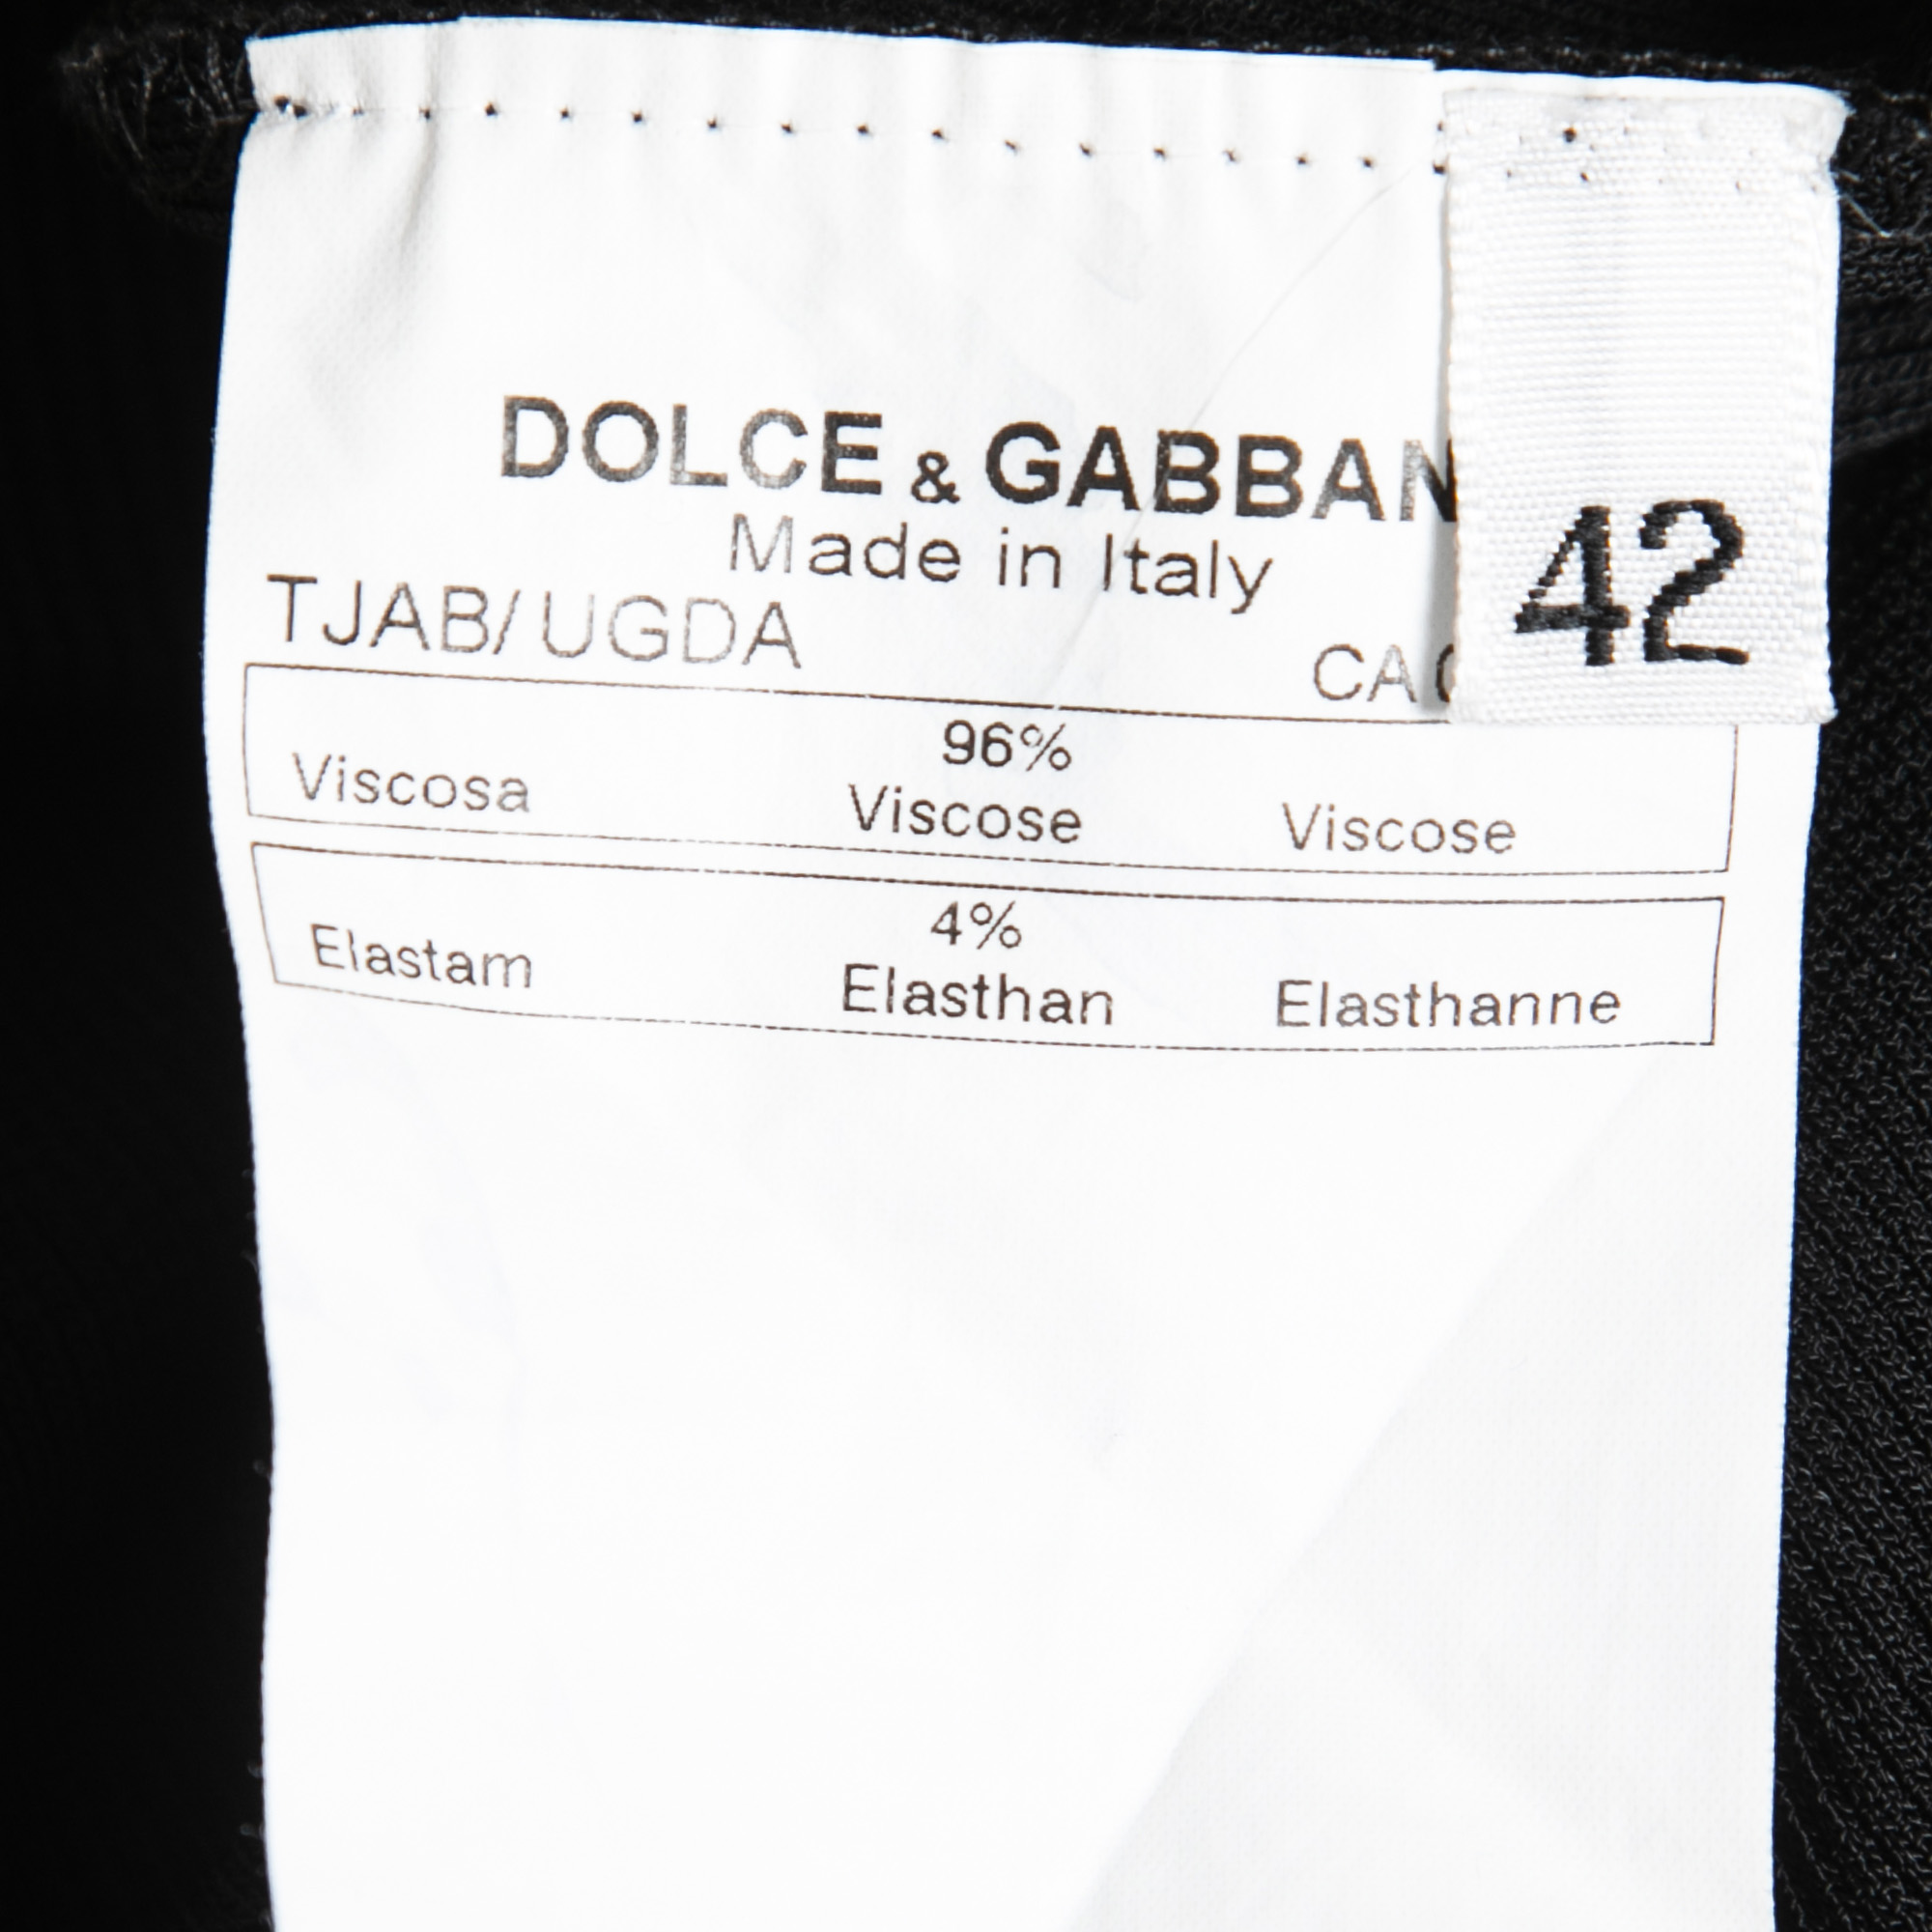 DOLCE & GABBAN
Made in Italy
42
TJAB/UGDA
CA
96%
Viscosa Viscose Viscose
4%
Elastam Elasthan Elasthanne